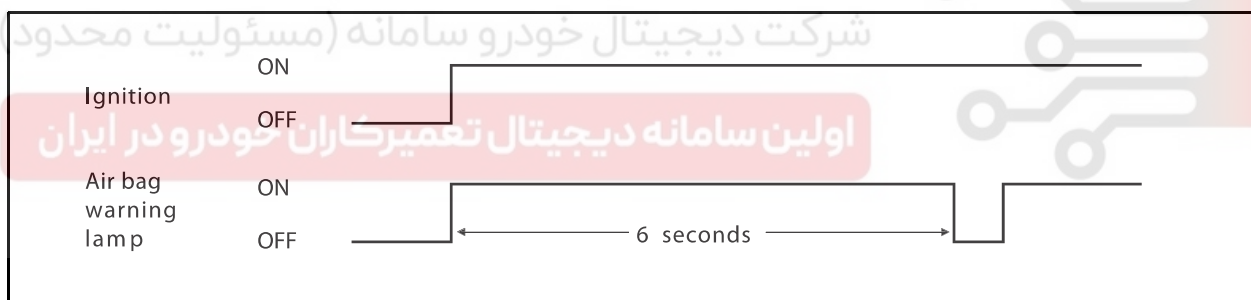 شرکت دیجیتال خودرو سامانه (مسئولیت محدود)
ON
Ignition
OFF
اولین سامانه دیجیتال تعمیرکاران خودرو در ایران
Air bag warning lamp
ON
OFF
6 seconds